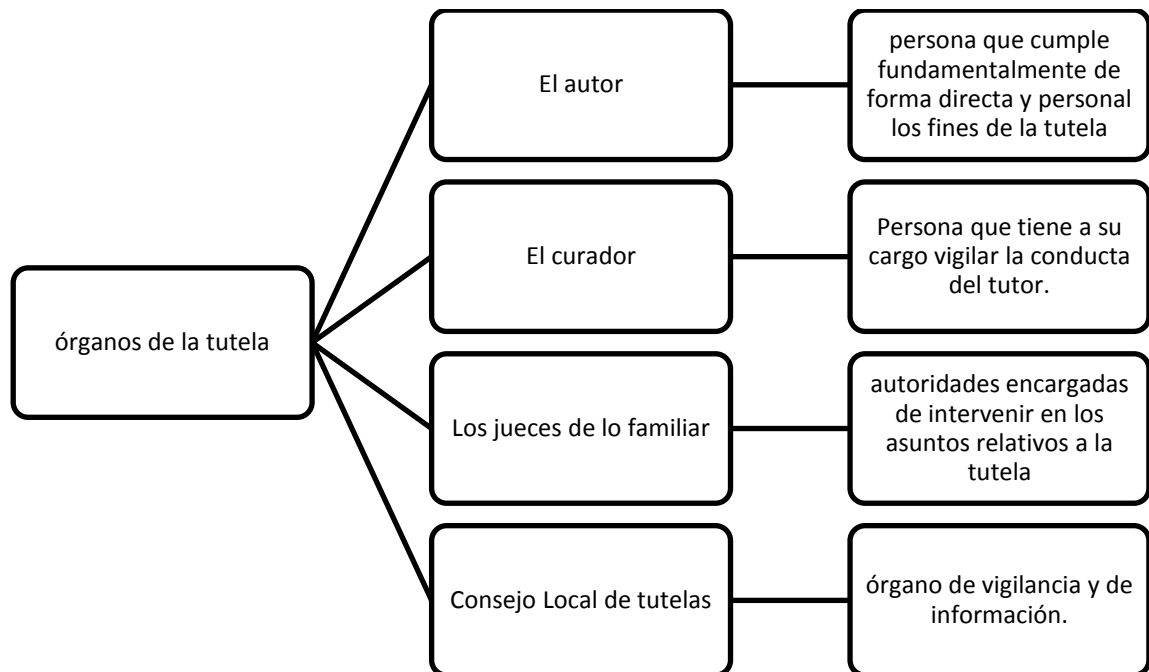 órganos de la tutela
El autor
persona que cumple
fundamentalmente de
forma directa y personal
los fines de la tutela
El curador
Persona que tiene a su
cargo vigilar la conducta
del tutor.
Los jueces de lo familiar
autoridades encargadas
de intervenir en los
asuntos relativos a la
tutela
Consejo Local de tutelas
órgano de vigilancia y de
información.